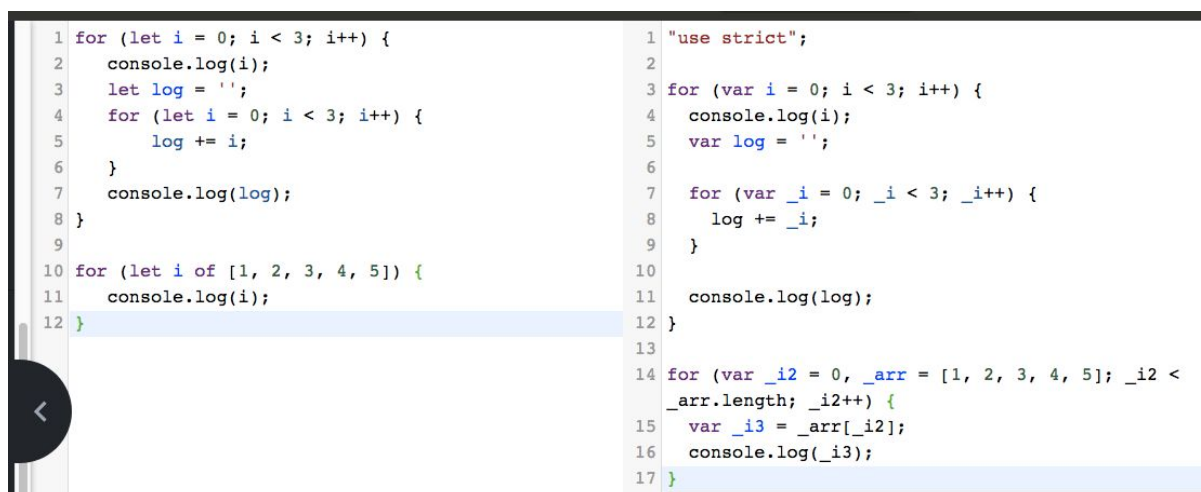 1 for (let i = 0; i < 3; i++) {
2 console.log(i);
3 let log = '';
4 for (let i = 0; i < 3; i++) {
5 log += i;
6 }
7 console.log(log);
8 }
9
10 for (let i of [1, 2, 3, 4, 5]) {
11 console.log(i);
12 }
1 "use strict";
2
3 for (var i = 0; i < 3; i++) {
4 console.log(i);
5 var log = '';
6
7 for (var _i = 0; _i < 3; _i++) {
8 log += _i;
9 }
10
11 console.log(log);
12 }
13
14 for (var _i2 = 0, _arr = [1, 2, 3, 4, 5]; _i2 <
_arr.length; _i2++) {
15 var _i3 = _arr[_i2];
16 console.log(_i3);
17 }